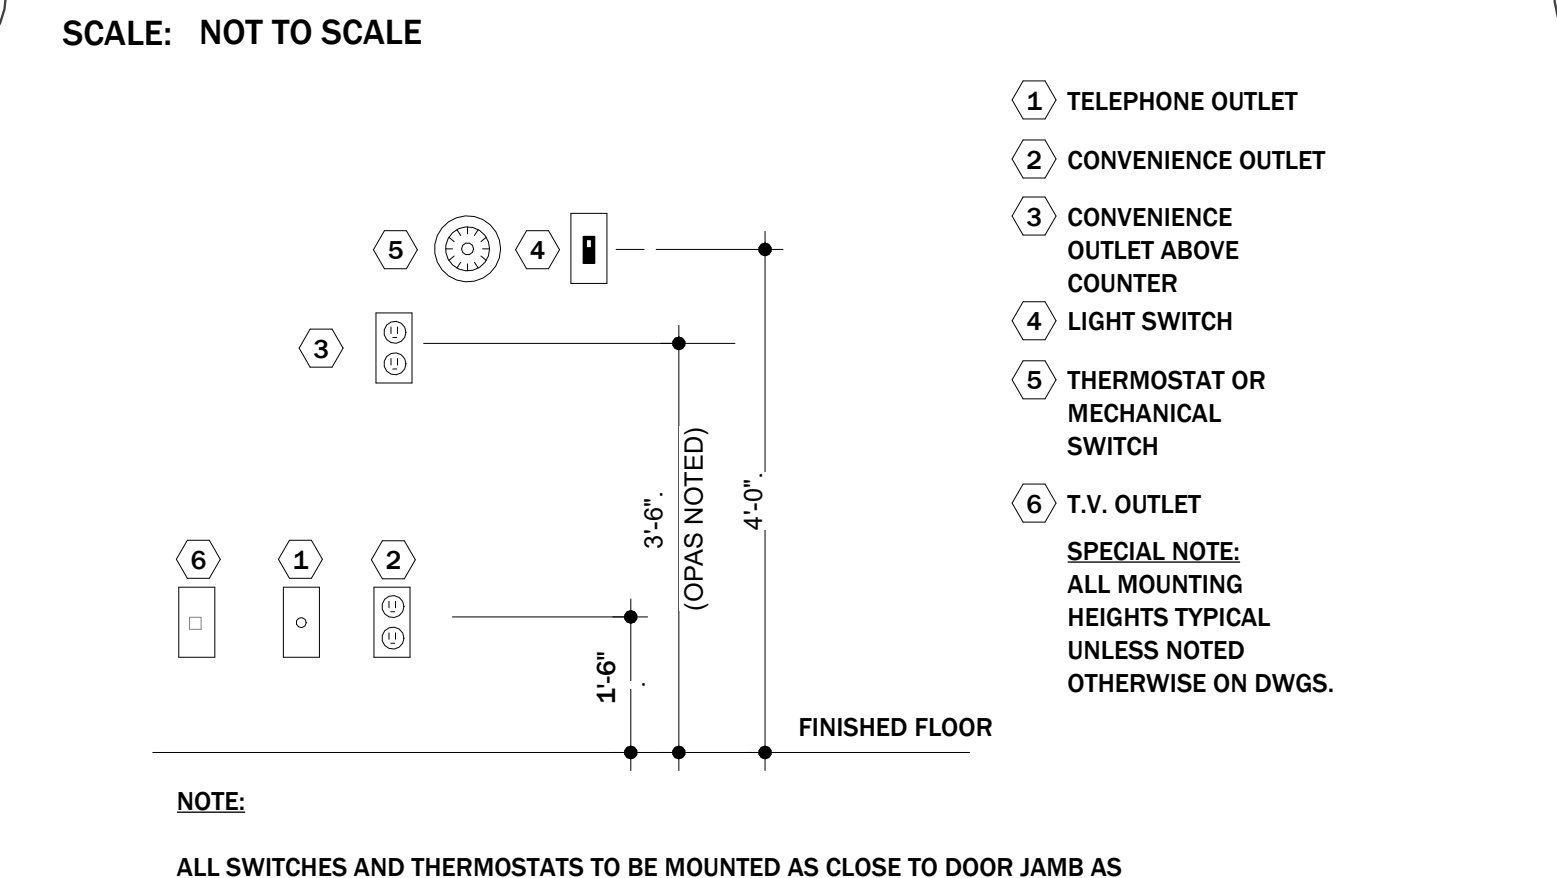 SCALE: NOT TO SCALE
1 TELEPHONE OUTLET
2 CONVENIENCE OUTLET
3 CONVENIENCE
OUTLET ABOVE
COUNTER
4 LIGHT SWITCH
5 THERMOSTAT OR
MECHANICAL
SWITCH
6 T.V. OUTLET
SPECIAL NOTE:
ALL MOUNTING
HEIGHTS TYPICAL
UNLESS NOTED
OTHERWISE ON DWGS.
5
4
3
6
1
2
1'-6"
3'-6".
(OPAS NOTED)
4'-0".
FINISHED FLOOR
NOTE:
ALL SWITCHES AND THERMOSTATS TO BE MOUNTED AS CLOSE TO DOOR JAMB AS